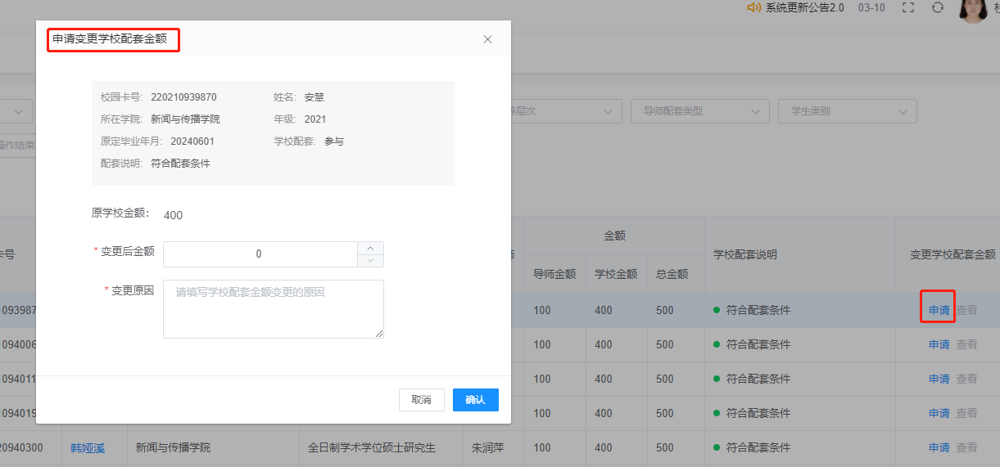 系统更新公告2.0 03-10
申请变更学校配套金额
校园卡号: 220210939870 姓名: 安慧
所在学院: 新闻与传播学院 年级: 2021
原定毕业年月: 20240601 学校配套: 参与
配套说明: 符合配套条件
层次 导师配套类型 学生类别
操作结束
原学校金额: 400
* 变更后金额 0
* 变更原因 请填写学校配套金额变更的原因
取消 确认
卡号 金额 学校配套说明 变更学校配套金额
导师金额 学校金额 总金额
109398 100 400 500 符合配套条件 申请 查看
1094006 100 400 500 符合配套条件 申请 查看
1094011 100 400 500 符合配套条件 申请 查看
1094019 100 400 500 符合配套条件 申请 查看
20940300 韩娅溪 新闻与传播学院 全日制学术学位硕士研究生 朱润萍 100 400 500 符合配套条件 申请 查看